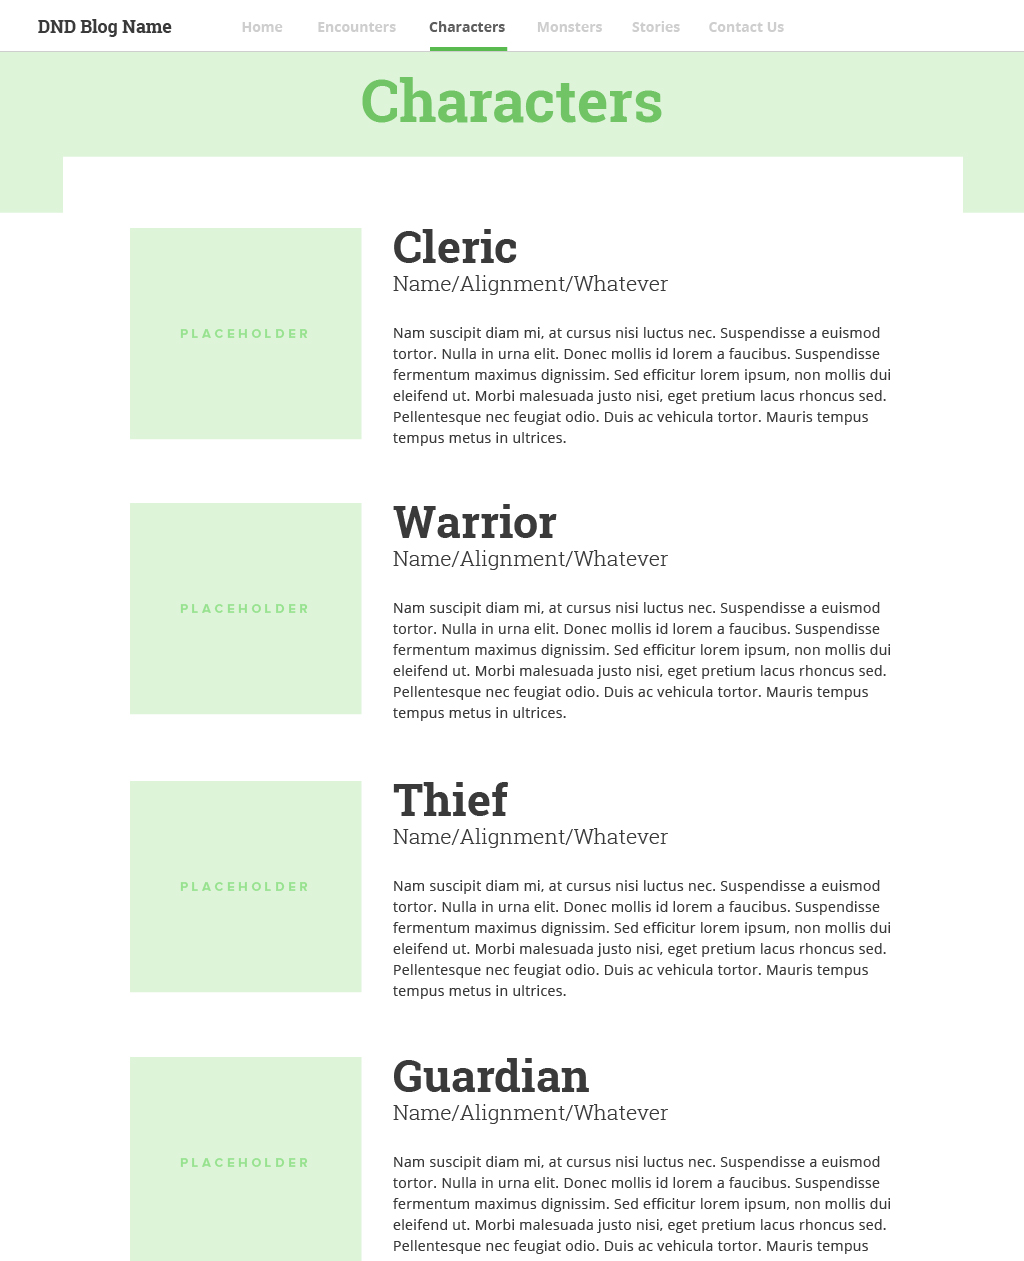 DND Blog Name
Home
Encounters
Characters
Monsters
Stories
Contact Us
Characters
PLACEHOLDER
Cleric
Name/Alignment/Whatever
Nam suscipit diam mi, at cursus nisi luctus nec. Suspendisse a euismod
tortor. Nulla in urna elit. Donec mollis id lorem a faucibus. Suspendisse
fermentum maximus dignissim. Sed efficitur lorem ipsum, non mollis dui
eleifend ut. Morbi malesuada justo nisi, eget pretium lacus rhoncus sed.
Pellentesque nec feugiat odio. Duis ac vehicula tortor. Mauris tempus
tempus metus in ultrices.
PLACEHOLDER
Warrior
Name/Alignment/Whatever
Nam suscipit diam mi, at cursus nisi luctus nec. Suspendisse a euismod
tortor. Nulla in urna elit. Donec mollis id lorem a faucibus. Suspendisse
fermentum maximus dignissim. Sed efficitur lorem ipsum, non mollis dui
eleifend ut. Morbi malesuada justo nisi, eget pretium lacus rhoncus sed.
Pellentesque nec feugiat odio. Duis ac vehicula tortor. Mauris tempus
tempus metus in ultrices.
PLACEHOLDER
Thief
Name/Alignment/Whatever
Nam suscipit diam mi, at cursus nisi luctus nec. Suspendisse a euismod
tortor. Nulla in urna elit. Donec mollis id lorem a faucibus. Suspendisse
fermentum maximus dignissim. Sed efficitur lorem ipsum, non mollis dui
eleifend ut. Morbi malesuada justo nisi, eget pretium lacus rhoncus sed.
Pellentesque nec feugiat odio. Duis ac vehicula tortor. Mauris tempus
tempus metus in ultrices.
PLACEHOLDER
Guardian
Name/Alignment/Whatever
Nam suscipit diam mi, at cursus nisi luctus nec. Suspendisse a euismod
tortor. Nulla in urna elit. Donec mollis id lorem a faucibus. Suspendisse
fermentum maximus dignissim. Sed efficitur lorem ipsum, non mollis dui
eleifend ut. Morbi malesuada justo nisi, eget pretium lacus rhoncus sed.
Pellentesque nec feugiat odio. Duis ac vehicula tortor. Mauris tempus